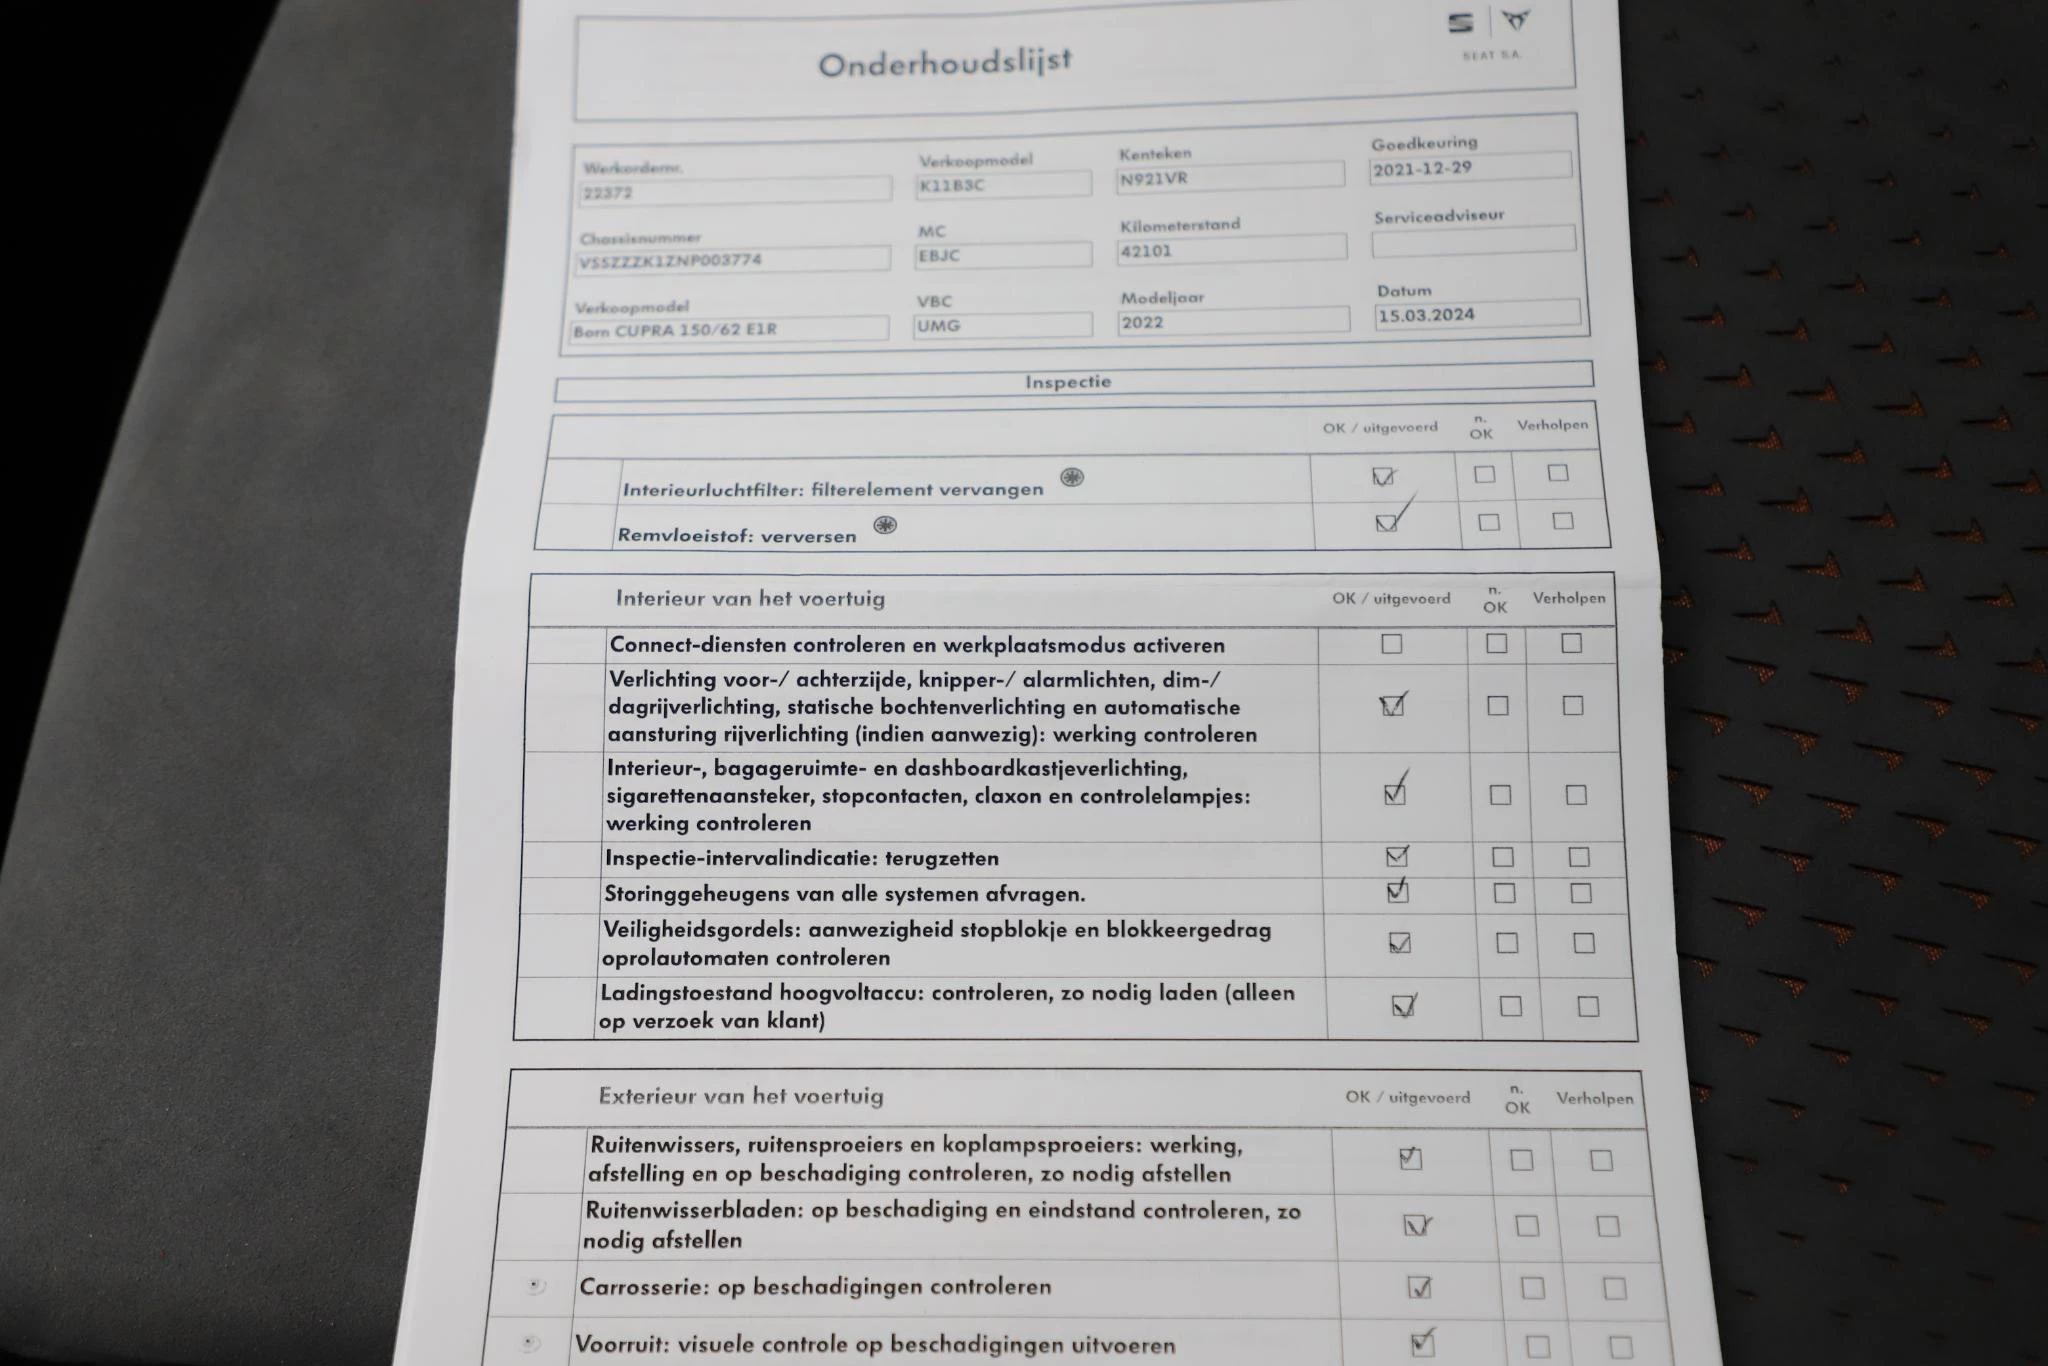 Onderhoudslijst
SEAT S.A.
Werkordernr.
22372
Verkoopmodel
K11B3C
Kenteken
N921VR
Goedkeuring
2021-12-29
Chassisnummer
VSSZZZK1ZNP003774
MC
EBJC
Kilometerstand
42101
Serviceadviseur
Verkoopmodel
Born CUPRA 150/62 E1R
VBC
UMG
Modeljaar
2022
Datum
15.03.2024
Inspectie
OK / uitgevoerd
n.
OK
Verholpen
Interieurluchtfilter: filterelement vervangen
Remvloeistof: verversen
Interieur van het voertuig
OK / uitgevoerd
n.
OK
Verholpen
Connect-diensten controleren en werkplaatsmodus activeren
Verlichting voor-/ achterzijde, knipper-/ alarmlichten, dim-/
dagrijverlichting, statische bochtenverlichting en automatische
aansturing rijverlichting (indien aanwezig): werking controleren
Interieur-, bagageruimte- en dashboardkastjeverlichting,
sigarettenaansteker, stopcontacten, claxon en controlelampjes:
werking controleren
Inspectie-intervalindicatie: terugzetten
Storinggeheugens van alle systemen afvragen.
Veiligheidsgordels: aanwezigheid stopblokje en blokkeergedrag
oprolautomaten controleren
Ladingstoestand hoogvoltaccu: controleren, zo nodig laden (alleen
op verzoek van klant)
Exterieur van het voertuig
OK / uitgevoerd
n.
OK
Verholpen
Ruitenwissers, ruitensproeiers en koplampsproeiers: werking,
afstelling en op beschadiging controleren, zo nodig afstellen
Ruitenwisserbladen: op beschadiging en eindstand controleren, zo
nodig afstellen
Carrosserie: op beschadigingen controleren
Voorruit: visuele controle op beschadigingen uitvoeren